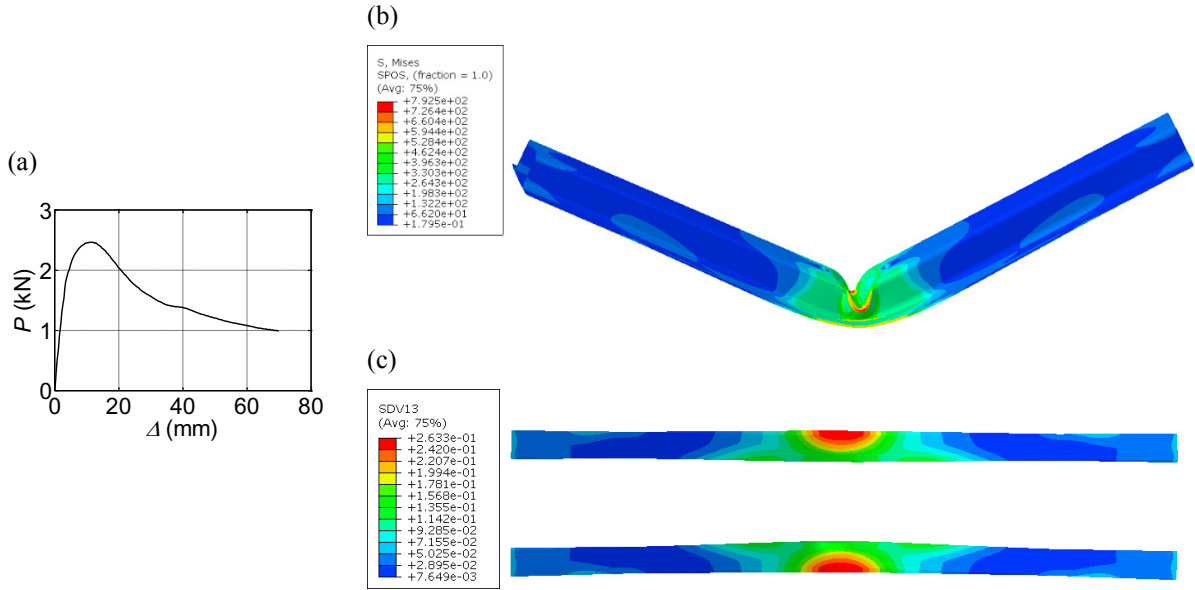 (a)
3
2
1
0
P (kN)
0 20 40 60 80
Δ (mm)
(b)
S, Mises
SPOS, (fraction = 1.0)
(Avg: 75%)
+7.925e+02
+7.264e+02
+6.604e+02
+5.944e+02
+5.284e+02
+4.624e+02
+3.963e+02
+3.303e+02
+2.643e+02
+1.983e+02
+1.322e+02
+6.620e+01
+1.795e-01
(c)
SDV13
(Avg: 75%)
+2.633e-01
+2.420e-01
+2.207e-01
+1.994e-01
+1.781e-01
+1.568e-01
+1.355e-01
+1.142e-01
+9.285e-02
+7.155e-02
+5.025e-02
+2.895e-02
+7.649e-03